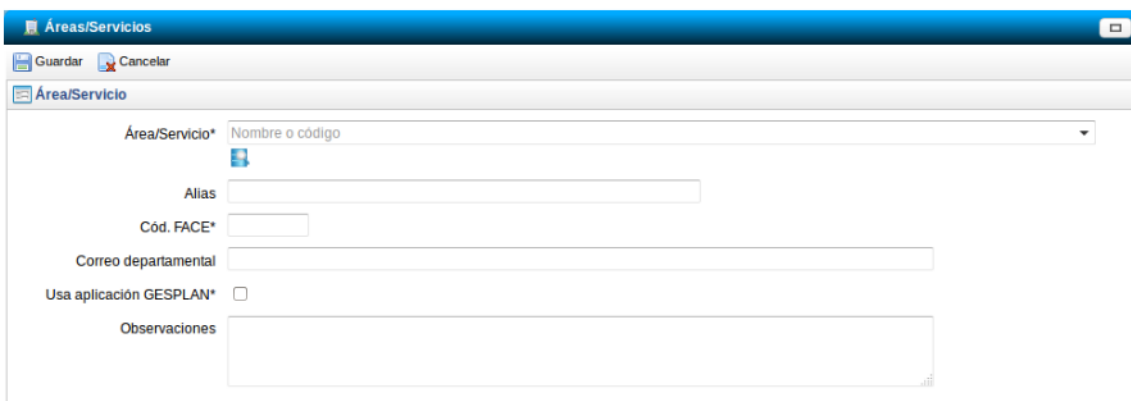 Áreas/Servicios
Guardar Cancelar
Área/Servicio
Área/Servicio* Nombre o código
Alias
Cód. FACE*
Correo departamental
Usa aplicación GESPLAN*
Observaciones